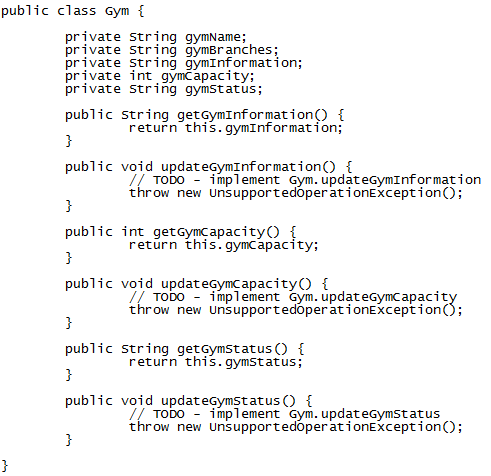 public class Gym {
private String gymName;
private String gymBranches;
private String gymInformation;
private int gymCapacity;
private String gymStatus;
public String getGymInformation() {
return this.gymInformation;
}
public void updateGymInformation() {
// TODO - implement Gym.updateGymInformation
throw new UnsupportedOperationException();
}
public int getGymCapacity() {
return this.gymCapacity;
}
public void updateGymCapacity() {
// TODO - implement Gym.updateGymCapacity
throw new UnsupportedOperationException();
}
public String getGymStatus() {
return this.gymStatus;
}
public void updateGymStatus() {
// TODO - implement Gym.updateGymStatus
throw new UnsupportedOperationException();
}
}